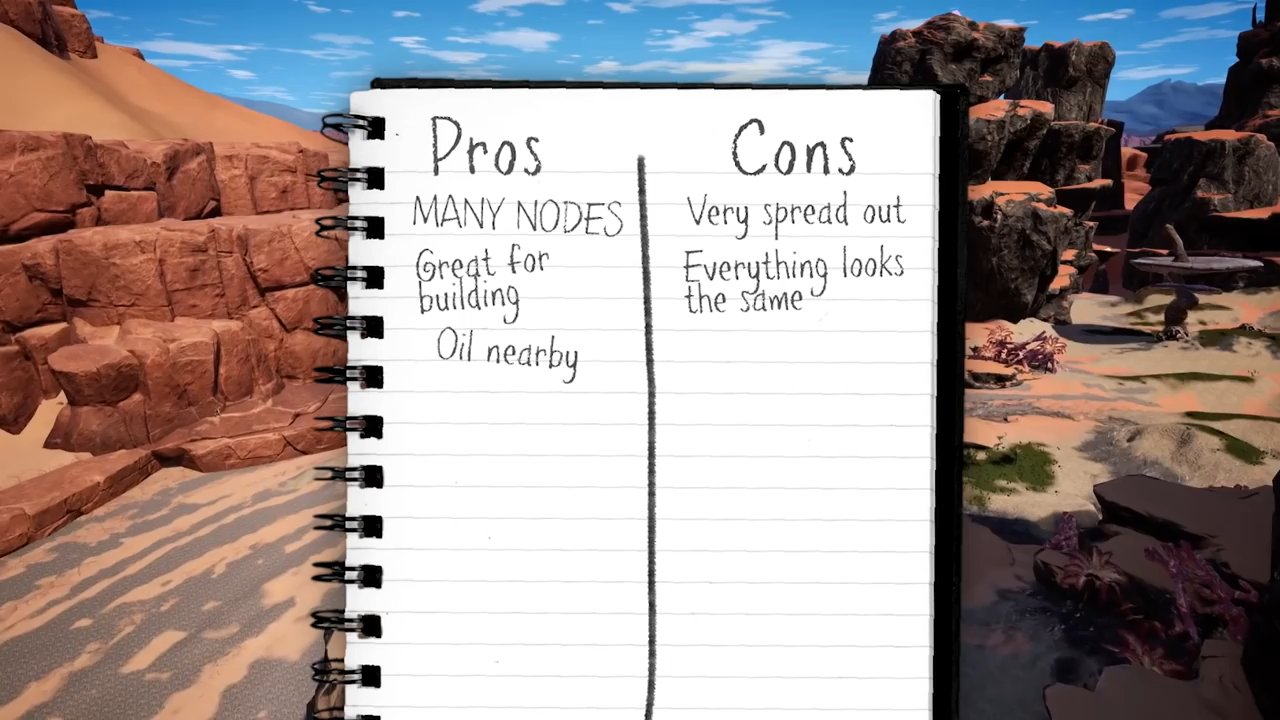 Pros
MANY NODES
Great for
building
Oil nearby
Cons
Very spread out
Everything looks
the same